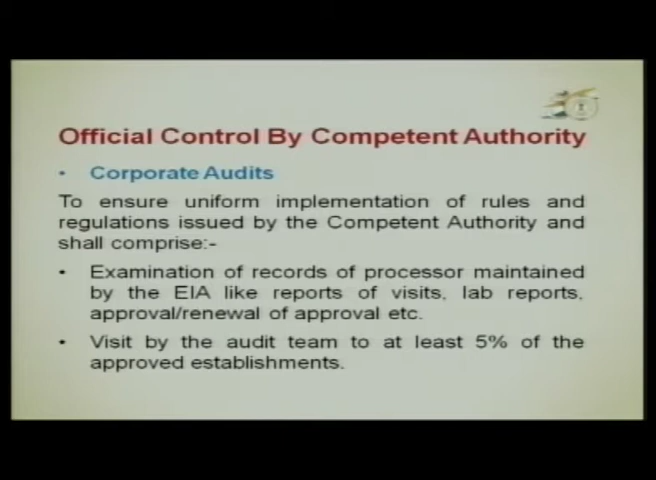 Official Control By Competent Authority
• Corporate Audits
To ensure uniform implementation of rules and
regulations issued by the Competent Authority and
shall comprise:-
• Examination of records of processor maintained
by the EIA like reports of visits, lab reports,
approval/renewal of approval etc.
• Visit by the audit team to at least 5% of the
approved establishments.